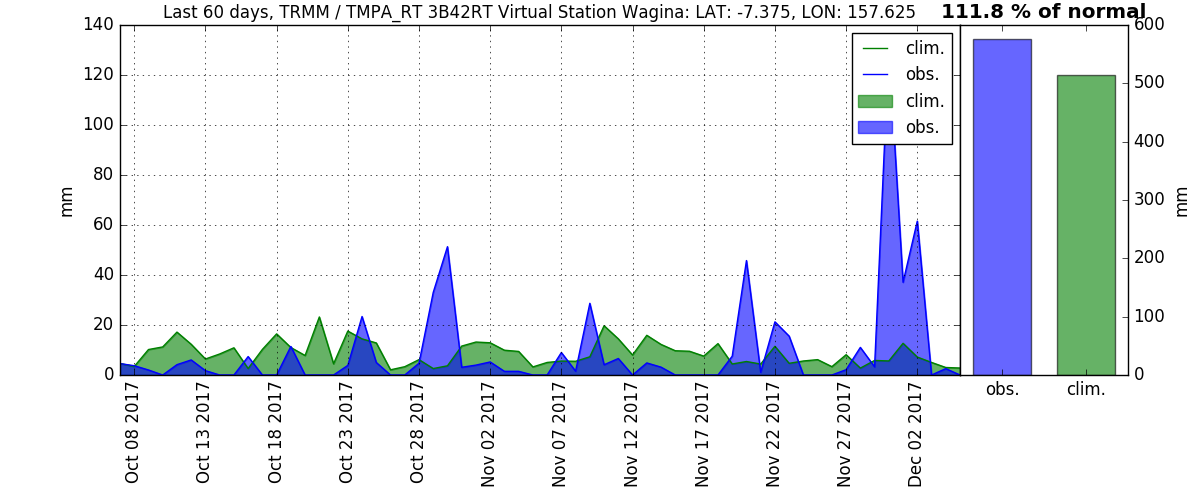 Last 60 days, TRMM / TMPA_RT 3B42RT Virtual Station Wagina: LAT: -7.375, LON: 157.625
111.8 % of normal
140
120
100
80
60
40
20
0
mm
clim.
obs.
clim.
obs.
Oct 08 2017
Oct 13 2017
Oct 18 2017
Oct 23 2017
Oct 28 2017
Nov 02 2017
Nov 07 2017
Nov 12 2017
Nov 17 2017
Nov 22 2017
Nov 27 2017
Dec 02 2017
600
500
400
300
200
100
0
mm
obs.
clim.